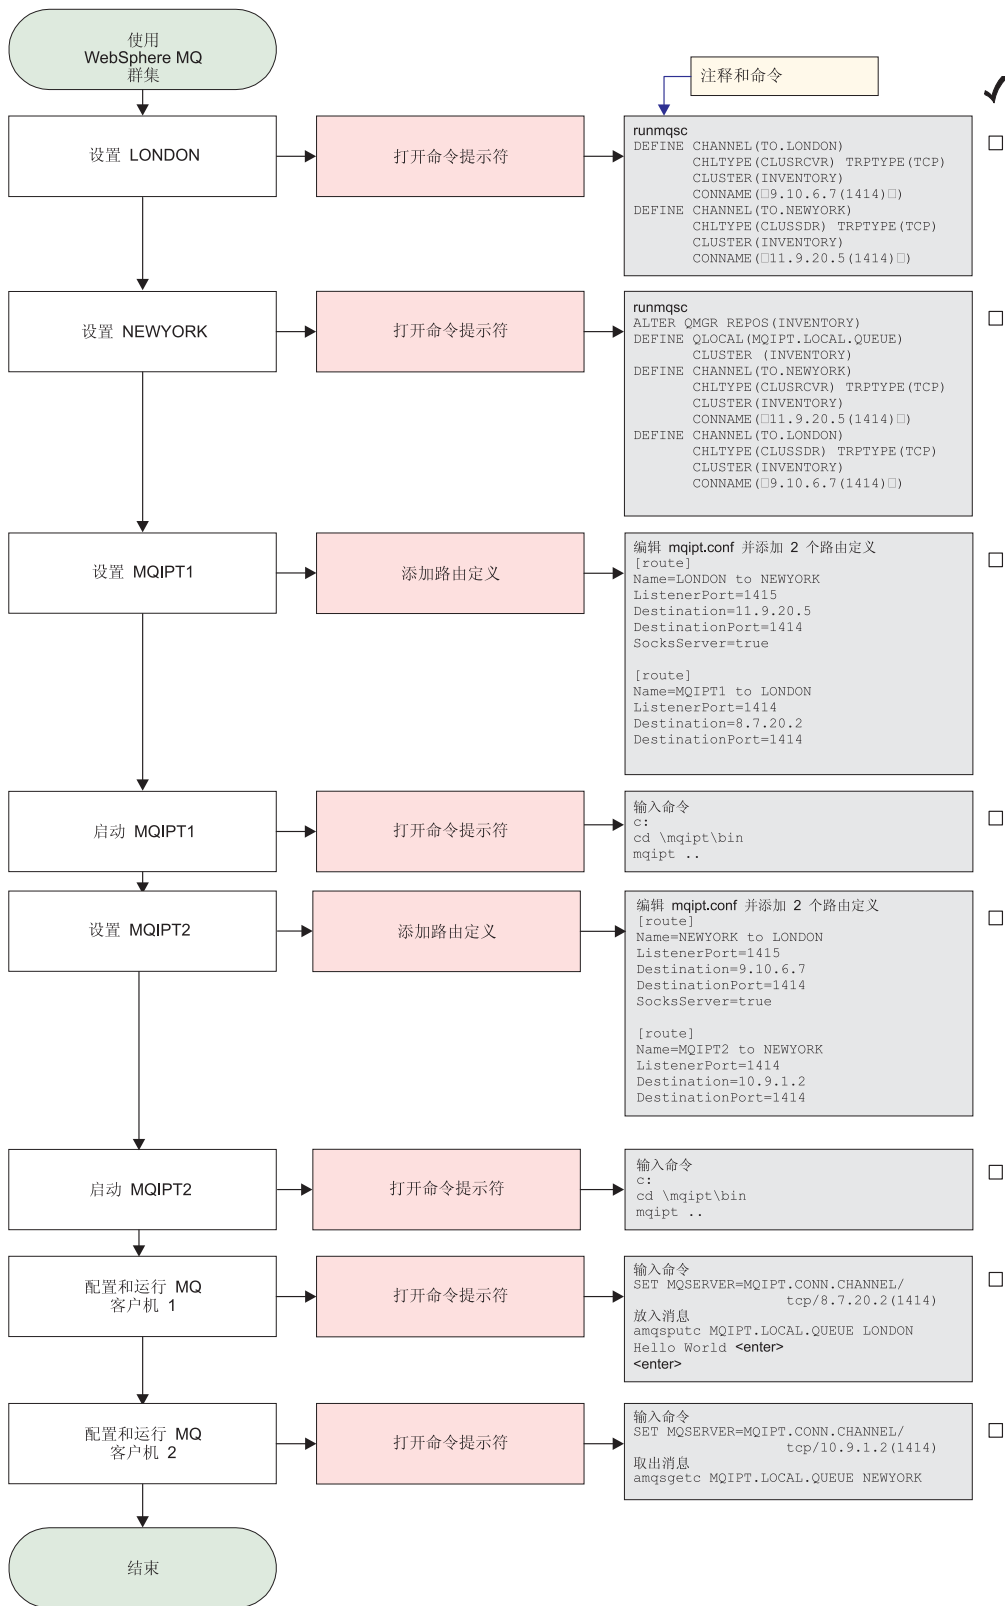 使用
WebSphere MQ
群集
注释和命令
设置 LONDON
打开命令提示符
runmqsc
DEFINE CHANNEL(TO.LONDON)
CHLTYPE(CLUSRCVR) TRPTYPE(TCP)
CLUSTER(INVENTORY)
CONNAME(□9.10.6.7(1414)□)
DEFINE CHANNEL(TO.NEWYORK)
CHLTYPE(CLUSSDR) TRPTYPE(TCP)
CLUSTER(INVENTORY)
CONNAME(□11.9.20.5(1414)□)
设置 NEWYORK
打开命令提示符
runmqsc
ALTER QMGR REPOS(INVENTORY)
DEFINE QLOCAL(MQIPT.LOCAL.QUEUE)
CLUSTER (INVENTORY)
DEFINE CHANNEL(TO.NEWYORK)
CHLTYPE(CLUSRCVR) TRPTYPE(TCP)
CLUSTER(INVENTORY)
CONNAME(□11.9.20.5(1414)□)
DEFINE CHANNEL(TO.LONDON)
CHLTYPE(CLUSSDR) TRPTYPE(TCP)
CLUSTER(INVENTORY)
CONNAME(□9.10.6.7(1414)□)
设置 MQIPT1
添加路由定义
编辑 mqipt.conf 并添加 2 个路由定义
[route]
Name=LONDON to NEWYORK
ListenerPort=1415
Destination=11.9.20.5
DestinationPort=1414
SocksServer=true
[route]
Name=MQIPT1 to LONDON
ListenerPort=1414
Destination=8.7.20.2
DestinationPort=1414
启动 MQIPT1
打开命令提示符
输入命令
c:
cd \mqipt\bin
mqipt ..
设置 MQIPT2
添加路由定义
编辑 mqipt.conf 并添加 2 个路由定义
[route]
Name=NEWYORK to LONDON
ListenerPort=1415
Destination=9.10.6.7
DestinationPort=1414
SocksServer=true
[route]
Name=MQIPT2 to NEWYORK
ListenerPort=1414
Destination=10.9.1.2
DestinationPort=1414
启动 MQIPT2
打开命令提示符
输入命令
c:
cd \mqipt\bin
mqipt ..
配置和运行 MQ
客户机 1
打开命令提示符
输入命令
SET MQSERVER=MQIPT.CONN.CHANNEL/
tcp/8.7.20.2(1414)
放入消息
amqsputc MQIPT.LOCAL.QUEUE LONDON
Hello World <enter>
<enter>
配置和运行 MQ
客户机 2
打开命令提示符
输入命令
SET MQSERVER=MQIPT.CONN.CHANNEL/
tcp/10.9.1.2(1414)
取出消息
amqsgetc MQIPT.LOCAL.QUEUE NEWYORK
结束